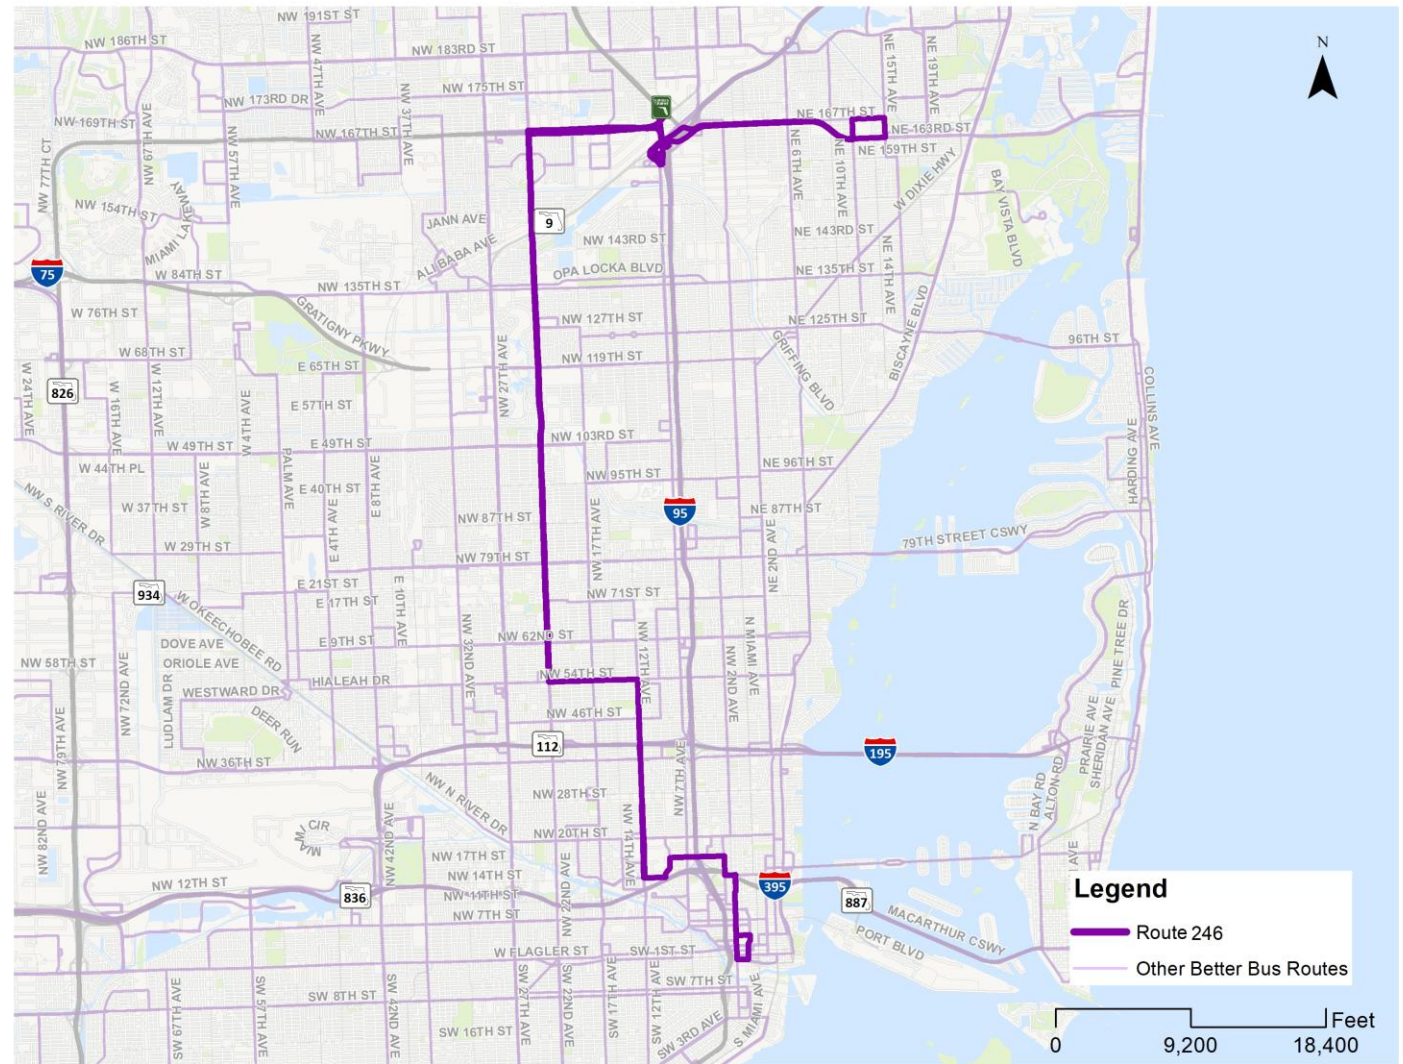 NW 191ST ST
N
NW 186TH ST
NW 47TH AVE
NW 183RD ST
NE 15TH AVE
NE 19TH AVE
NW 175TH ST
NW 173RD DR
NW 37TH AVE
NE 167TH ST
NW 169TH ST
NW 67TH AVE
NW 57TH AVE
NW 167TH ST
NE 163RD ST
NE 159TH ST
NW 77TH CT
NE 6TH AVE
NE 10TH AVE
W DIXIE HWY
BAY VISTA BLVD
NW 154TH ST
MIAMI LAKEWAY
JANN AVE
9
ALI BABA AVE
NW 143RD ST
NE 143RD ST
NE 14TH AVE
75
W 84TH ST
OPA LOCKA BLVD
NE 135TH ST
NW 135TH ST
GRATIGNY PKWY
W 76TH ST
NW 127TH ST
NE 125TH ST
BISCAYNE BLVD
96TH ST
W 68TH ST
E 65TH ST
NW 119TH ST
GRIFFING BLVD
NW 27TH AVE
COLLINS AVE
W 24TH AVE
826
W 16TH AVE
W 12TH AVE
W 4TH AVE
E 57TH ST
W 49TH ST
PALM AVE
E 49TH ST
NW 103RD ST
HARDING AVE
W 44TH PL
W 8TH AVE
E 8TH AVE
NW 95TH ST
NE 96TH ST
E 40TH ST
NW S RIVER DR
W 37TH ST
E 4TH AVE
NW 87TH ST
NW 17TH AVE
95
NE 87TH ST
NE 2ND AVE
W 29TH ST
NW 79TH ST
79TH STREET CSWY
E 21ST ST
934
W OKEECHOBEE RD
E 17TH ST
E 10TH AVE
NW 71ST ST
DOVE AVE
E 9TH ST
NW 32ND AVE
NW 62ND ST
NW 12TH AVE
N MIAMI AVE
PINE TREE DR
NW 58TH ST
ORIOLE AVE
NW 72ND AVE
LUDLAM DR
WESTWARD DR
HIALEAH DR
NW 54TH ST
NW 2ND AVE
NW 79TH AVE
DEER RUN
NW 46TH ST
112
195
PRAIRIE AVE
SHERIDAN AVE
NW 36TH ST
NW 7TH AVE
N BAY RD
ALTON RD
NW N RIVER DR
NW 28TH ST
NW 82ND AVE
NW 42ND AVE
NW 20TH ST
NW 14TH AVE
NW 17TH ST
NW 12TH ST
NW 14TH ST
836
NW 11TH ST
NW 22ND AVE
395
887
NW 7TH ST
MACARTHUR CSWY
PORT BLVD
W FLAGLER ST
SW 1ST ST
SW 7TH ST
SW 8TH ST
SW 67TH AVE
SW 57TH AVE
SW 42ND AVE
SW 27TH AVE
SW 22ND AVE
SW 17TH AVE
SW 12TH AVE
SW 16TH ST
SW 3RD AVE
S MIAMI AVE
Legend
Route 246
Other Better Bus Routes
Feet
0
9,200
18,400